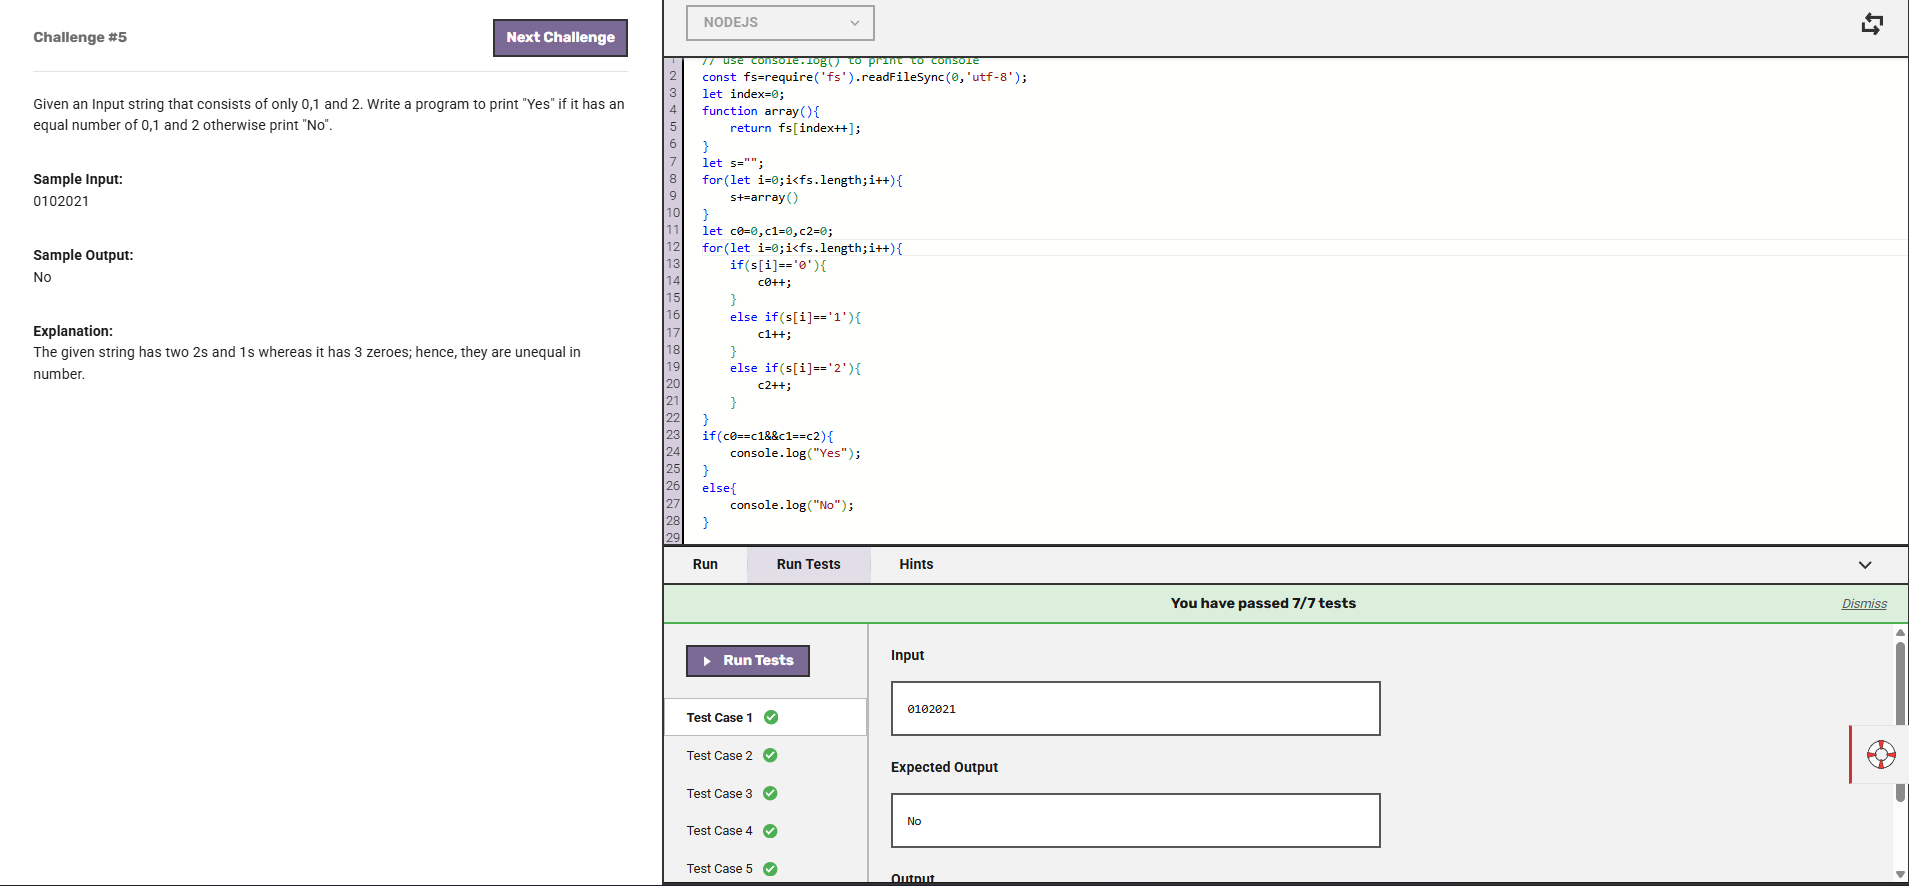 Challenge #5
Next Challenge
Given an Input string that consists of only 0,1 and 2. Write a program to print "Yes" if it has an
equal number of 0,1 and 2 otherwise print "No".
Sample Input:
0102021
Sample Output:
No
Explanation:
The given string has two 2s and 1s whereas it has 3 zeroes; hence, they are unequal in
number.
NODEJS
1 // use console.log() to print to console
2 const fs=require('fs').readFileSync(0,'utf-8');
3 let index=0;
4 function array(){
5     return fs[index++];
6 }
7 let s="";
8 for(let i=0;i<fs.length;i++){
9     s+=array()
10 }
11 let c0=0,c1=0,c2=0;
12 for(let i=0;i<fs.length;i++){
13     if(s[i]=='0'){
14         c0++;
15     }
16     else if(s[i]=='1'){
17         c1++;
18     }
19     else if(s[i]=='2'){
20         c2++;
21     }
22 }
23 if(c0==c1&&c1==c2){
24     console.log("Yes");
25 }
26 else{
27     console.log("No");
28 }
29
Run
Run Tests
Hints
You have passed 7/7 tests
Dismiss
Run Tests
Test Case 1
Test Case 2
Test Case 3
Test Case 4
Test Case 5
Input
0102021
Expected Output
No
Output